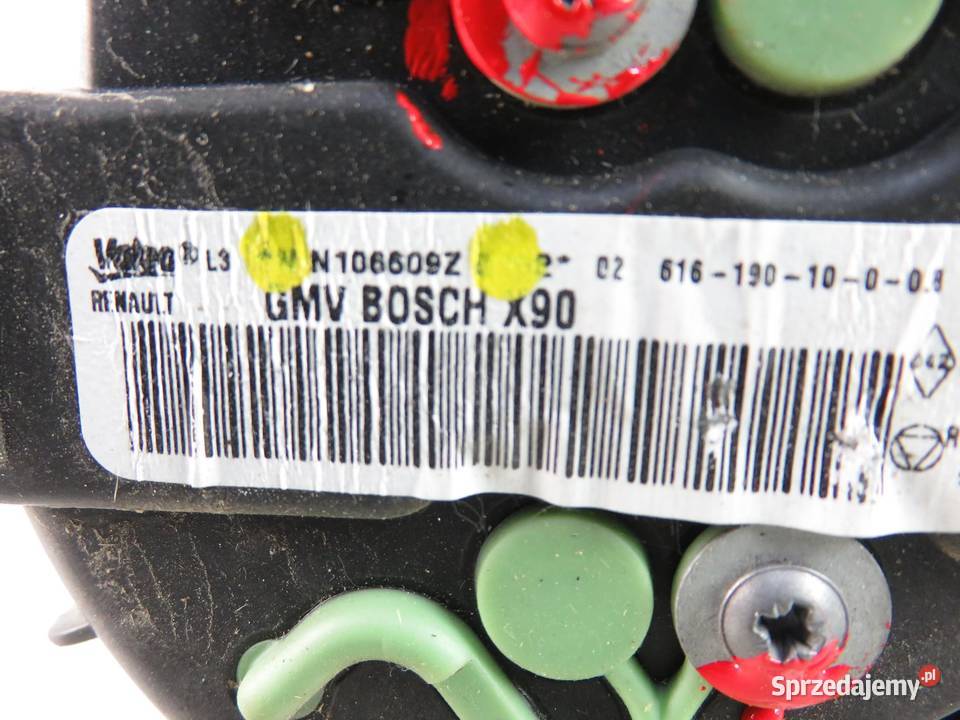 Valeo® L3 N106609Z 02 616-190-10-0-0.8
RENAULT GMV BOSCH X90
Sprzedajemy.pl